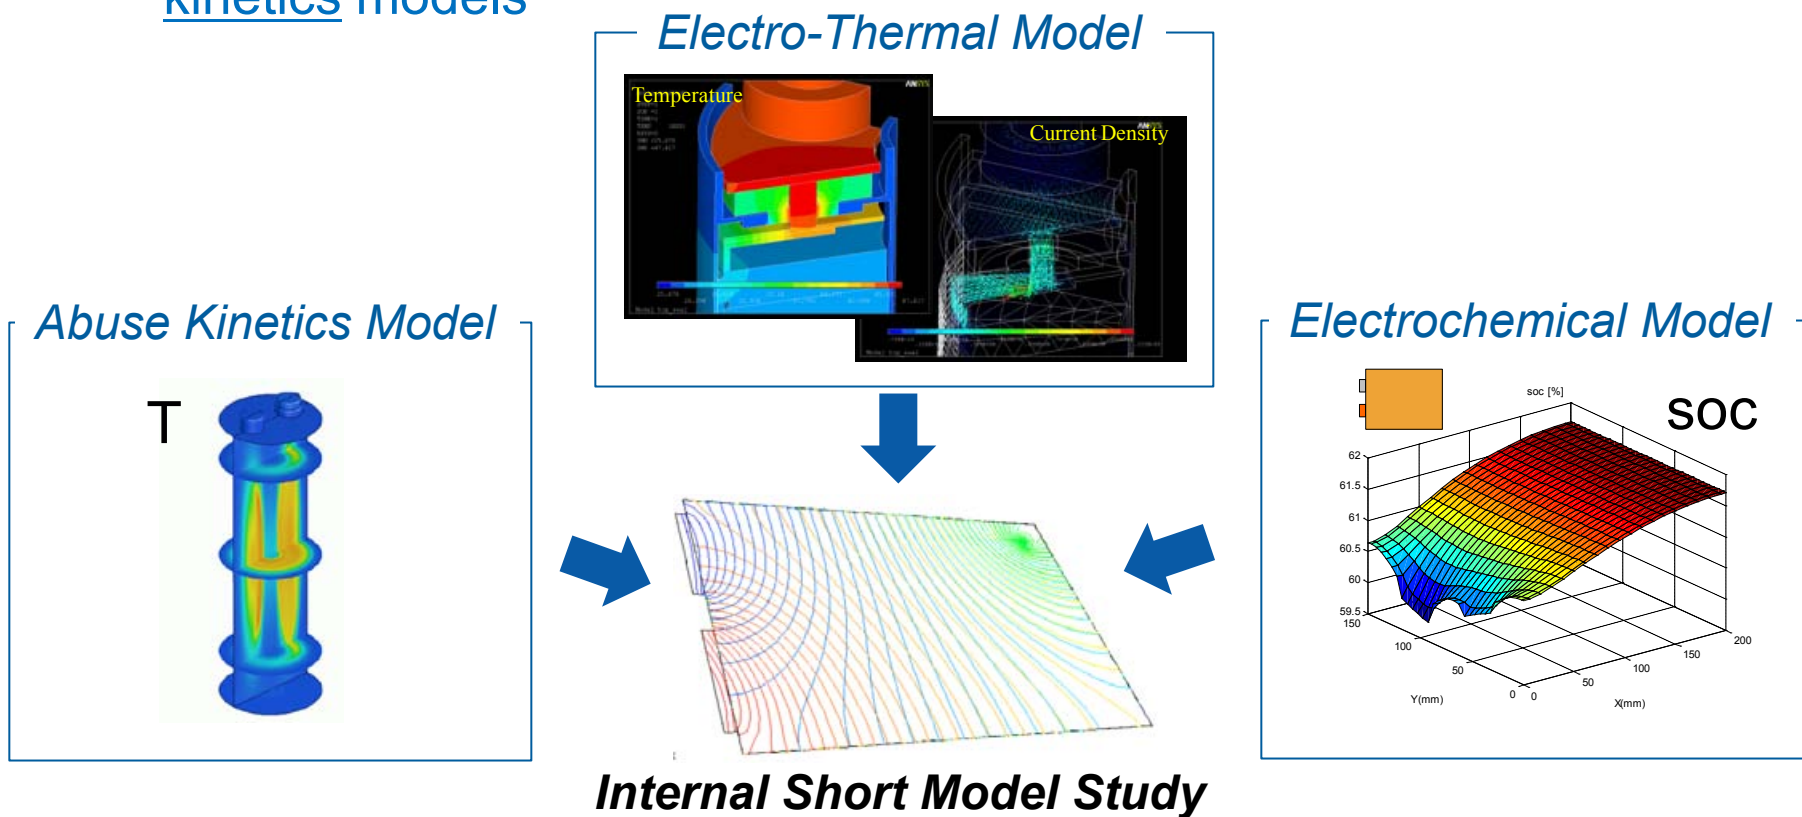 kinetics models
Electro-Thermal Model
Temperature
ANSYS
Current Density
ANSYS
Abuse Kinetics Model
T
Electrochemical Model
soc [%]
SOC
62
61.5
61
60.5
60
59.5
150
100
50
0
0
50
100
150
200
Y(mm)
X(mm)
Internal Short Model Study